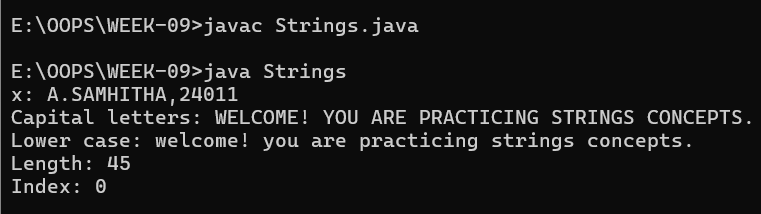 E:\OOPS\WEEK-09>javac Strings.java
E:\OOPS\WEEK-09>java Strings
x: A.SAMHITHA,24011
Capital letters: WELCOME! YOU ARE PRACTICING STRINGS CONCEPTS.
Lower case: welcome! you are practicing strings concepts.
Length: 45
Index: 0